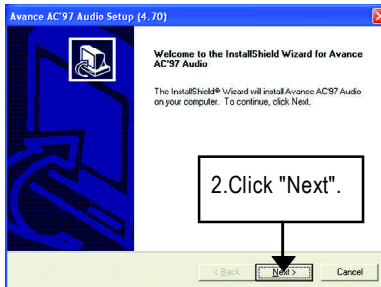 Avance AC'97 Audio Setup (4.70)
Welcome to the InstallShield Wizard for Avance
AC'97 Audio
The InstallShield® Wizard will install Avance AC'97 Audio
on your computer. To continue, click Next.
2.Click "Next".
< Back
Next >
Cancel